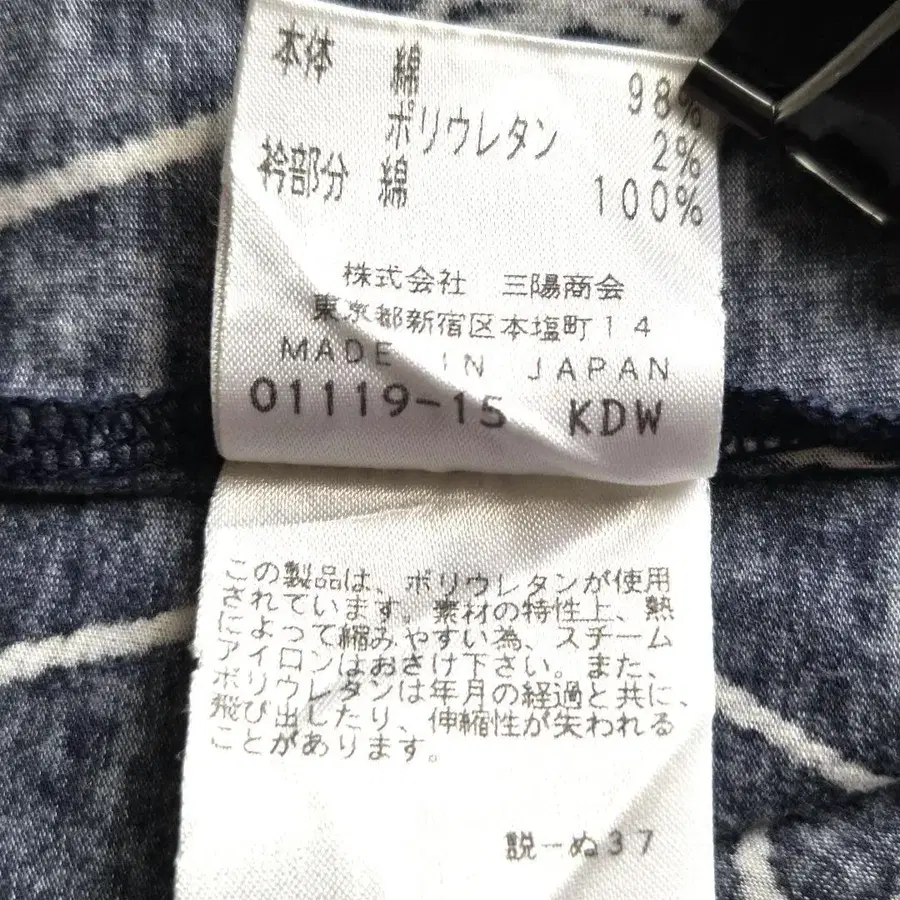 本体 綿 98%
ポリウレタン 2%
衿部分 綿 100%
株式会社 三陽商会
東京都新宿区本塩町14
MADE IN JAPAN
01119-15 KDW
この製品は、ポリウレタンが使用
されています。素材の特性上、熱
によって縮みやすい為、スチーム
アイロンはおさけ下さい。また、
ポリウレタンは年月の経過と共に、
飛び出したり、伸縮性が失われる
ことがあります。
説ーぬ37